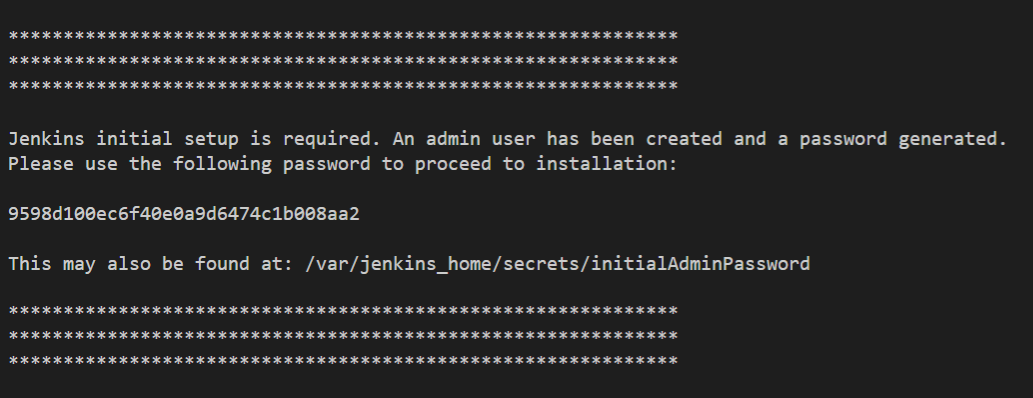 *************************************************************
*************************************************************
*************************************************************
Jenkins initial setup is required. An admin user has been created and a password generated.
Please use the following password to proceed to installation:
9598d100ec6f40e0a9d6474c1b008aa2
This may also be found at: /var/jenkins_home/secrets/initialAdminPassword
*************************************************************
*************************************************************
*************************************************************